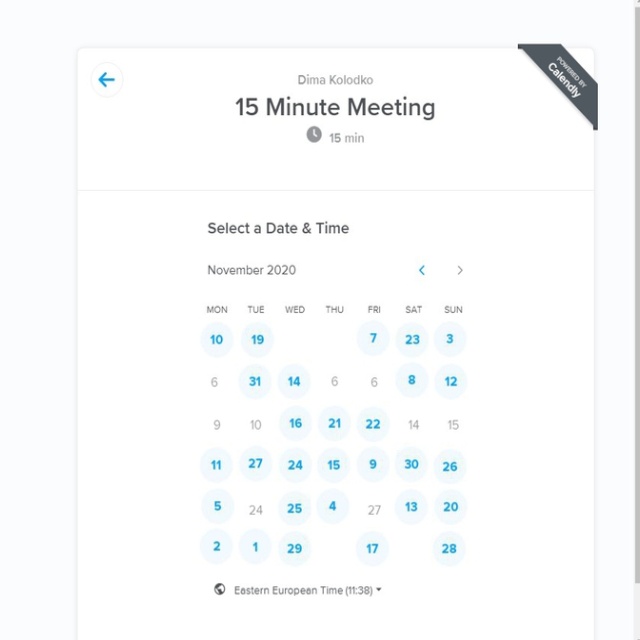 Dima Kolodko
15 Minute Meeting
15 min
POWERED BY
Calendly
Select a Date & Time
November 2020
MON TUE WED THU FRI SAT SUN
10 19 7 23 3
6 31 14 6 6 8 12
9 10 16 21 22 14 15
11 27 24 15 9 30 26
5 24 25 4 27 13 20
2 1 29 17 28
Eastern European Time (11:38)